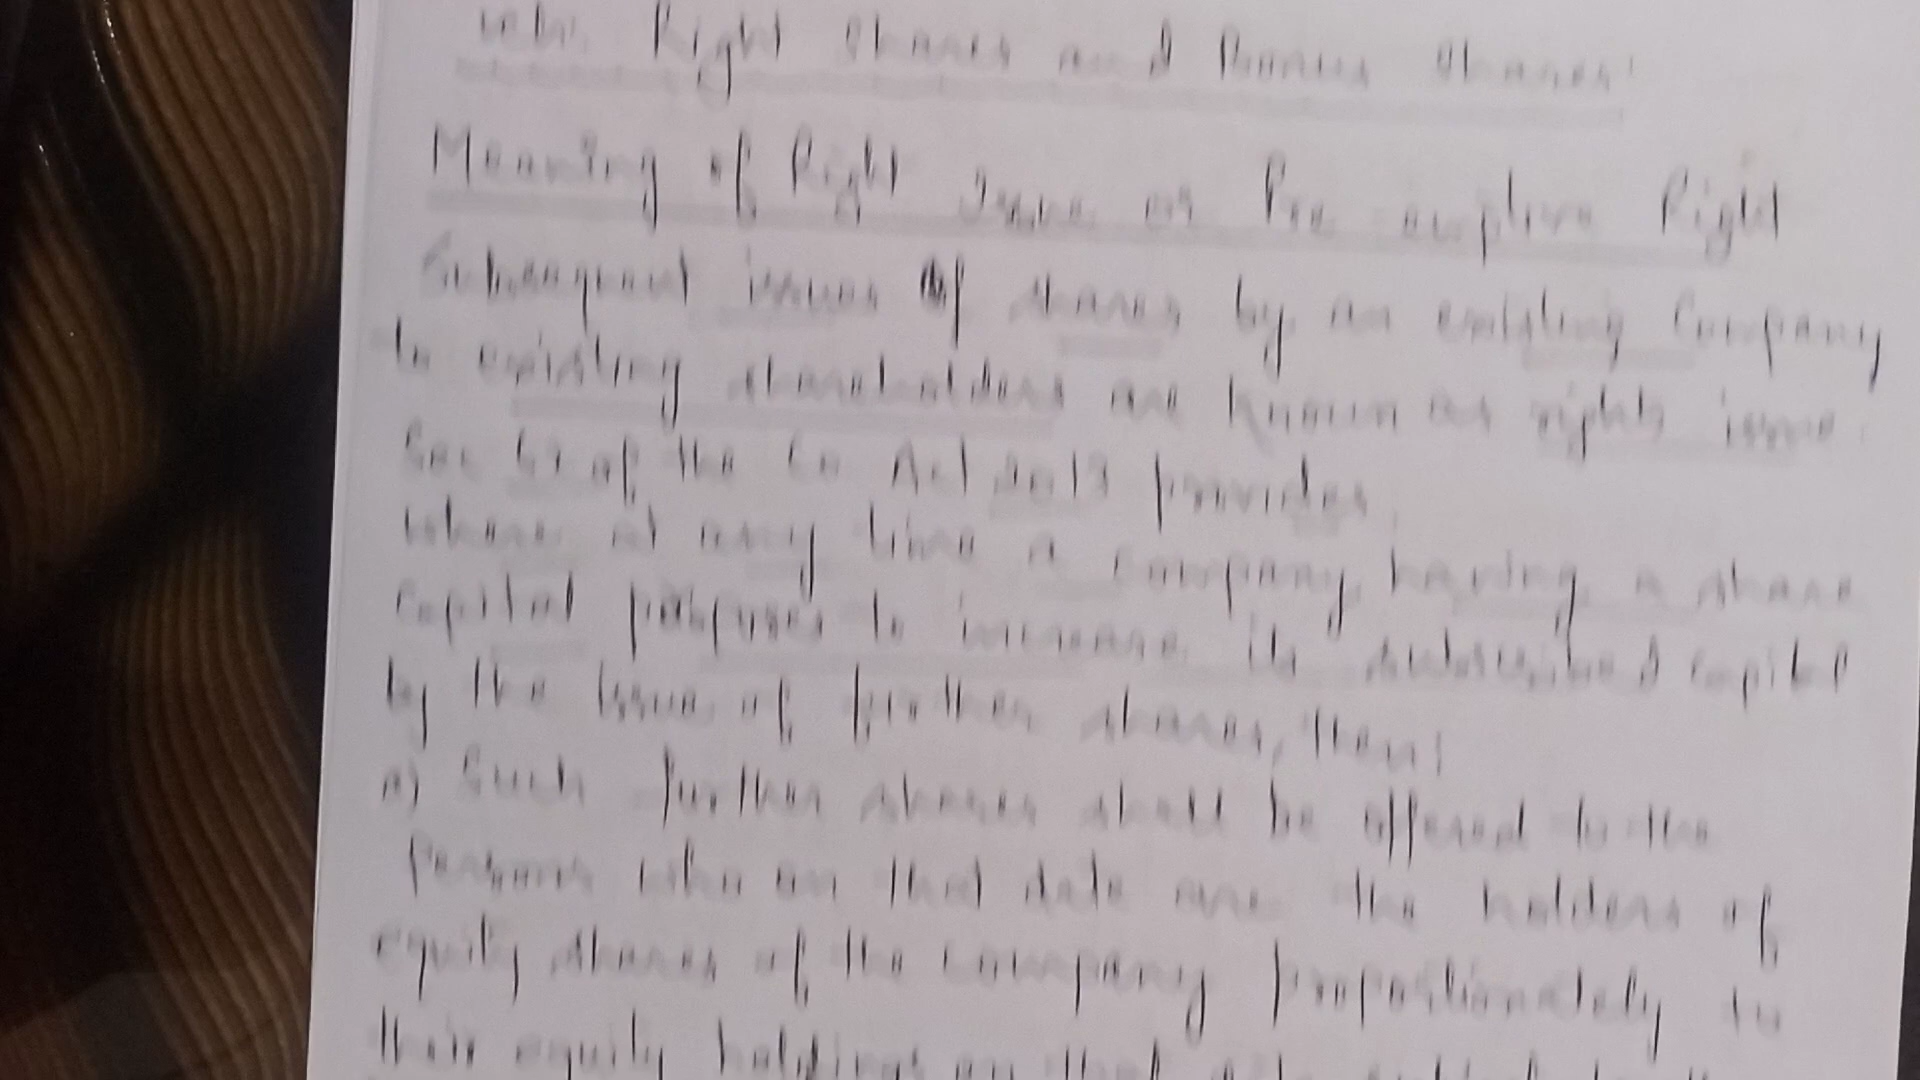 Right Shares and Bonus Shares
Meaning of Right Issue or Pre-emptive Right
Subsequent issues of shares by an existing Company
to existing shareholders are known as rights issue.
Sec 62 of the Co Act 2013 provides,
where at any time a company having a share
capital proposes to increase its subscribed capital
by the issue of further shares, then;
a) Such further shares shall be offered to the
Persons who on that date are the holders of
equity shares of the company proportionately to
their equity holdings on that